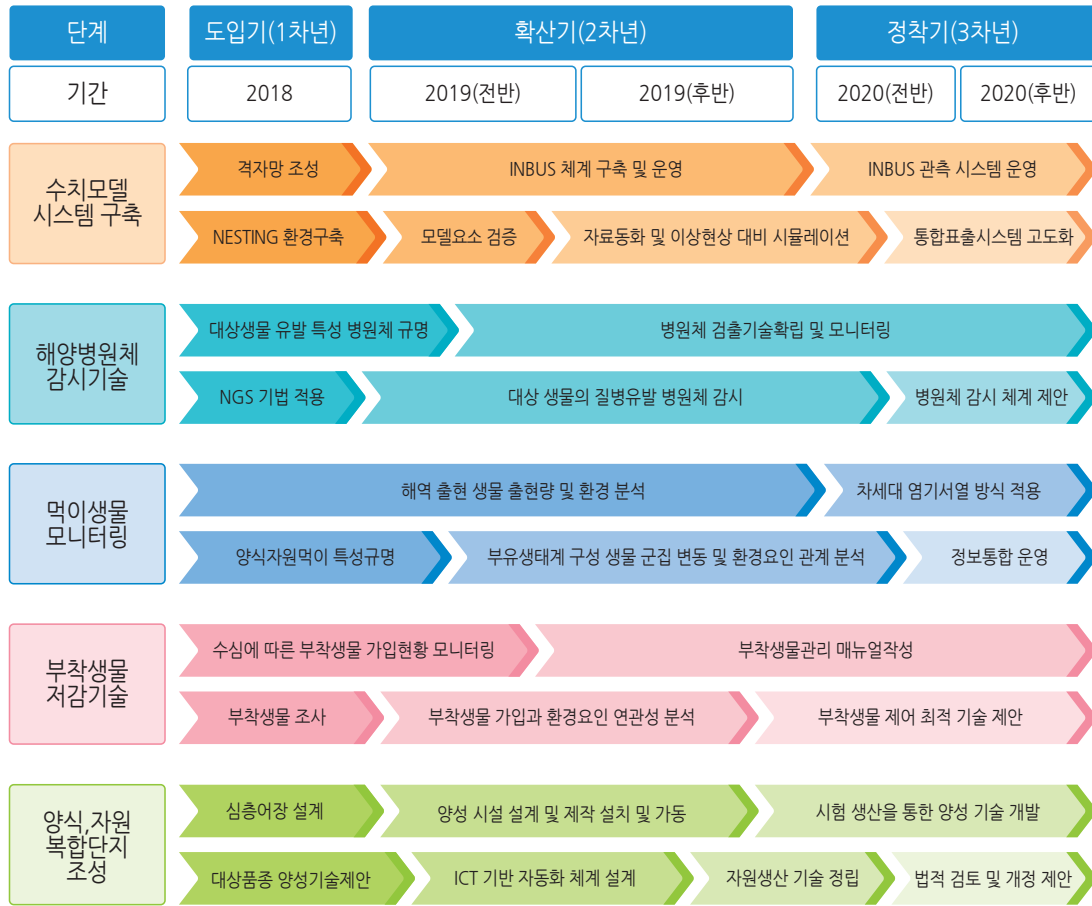 단계
도입기(1차년)
확산기(2차년)
정착기(3차년)
기간
2018
2019(전반)
2019(후반)
2020(전반)
2020(후반)
수치모델
시스템 구축
격자망 조성
INBUS 체계 구축 및 운영
INBUS 관측 시스템 운영
NESTING 환경구축
모델요소 검증
자료동화 및 이상현상 대비 시뮬레이션
통합표출시스템 고도화
해양병원체
감시기술
대상생물 유발 특성 병원체 규명
병원체 검출기술확립 및 모니터링
NGS 기법 적용
대상 생물의 질병유발 병원체 감시
병원체 감시 체계 제안
먹이생물
모니터링
해역 출현 생물 출현량 및 환경 분석
차세대 염기서열 방식 적용
양식자원먹이 특성규명
부유생태계 구성 생물 군집 변동 및 환경요인 관계 분석
정보통합 운영
부착생물
저감기술
수심에 따른 부착생물 가입현황 모니터링
부착생물관리 매뉴얼작성
부착생물 조사
부착생물 가입과 환경요인 연관성 분석
부착생물 제어 최적 기술 제안
양식,자원
복합단지
조성
심층어장 설계
양성 시설 설계 및 제작 설치 및 가동
시험 생산을 통한 양성 기술 개발
대상품종 양성기술제안
ICT 기반 자동화 체계 설계
자원생산 기술 정립
법적 검토 및 개정 제안